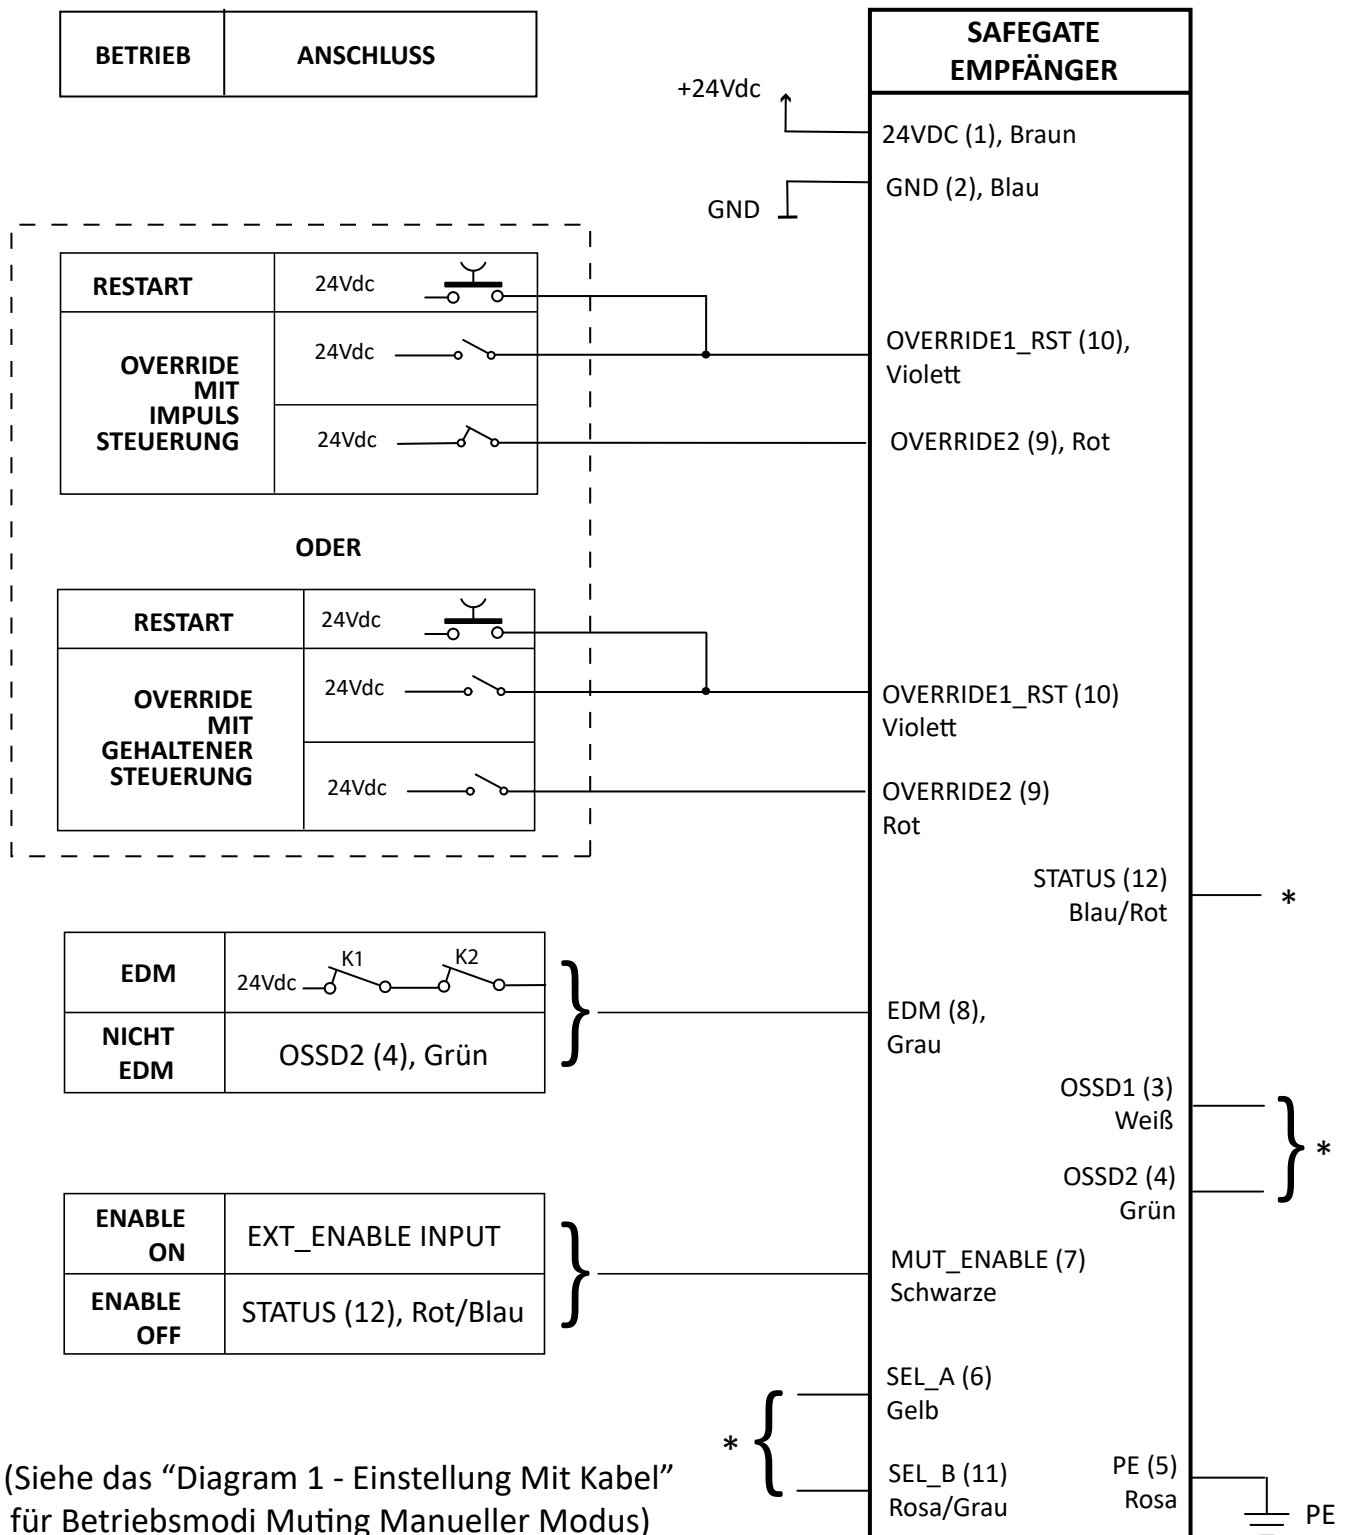 BETRIEB ANSCHLUSS
SAFEGATE
EMPFÄNGER
+24Vdc
24VDC (1), Braun
GND (2), Blau
GND
RESTART 24Vdc
OVERRIDE
MIT
IMPULS
STEUERUNG
24Vdc
24Vdc
OVERRIDE1_RST (10),
Violett
OVERRIDE2 (9), Rot
ODER
RESTART 24Vdc
OVERRIDE
MIT
GEHALTENER
STEUERUNG
24Vdc
24Vdc
OVERRIDE1_RST (10)
Violett
OVERRIDE2 (9)
Rot
STATUS (12)
Blau/Rot
*
EDM
24Vdc K1 K2
NICHT
EDM
OSSD2 (4), Grün
EDM (8),
Grau
OSSD1 (3)
Weiß
OSSD2 (4)
Grün
*
ENABLE
ON
EXT_ENABLE INPUT
ENABLE
OFF
STATUS (12), Rot/Blau
MUT_ENABLE (7)
Schwarze
SEL_A (6)
Gelb
*
SEL_B (11)
Rosa/Grau
PE (5)
Rosa
PE
(Siehe das “Diagram 1 - Einstellung Mit Kabel”
für Betriebsmodi Muting Manueller Modus)